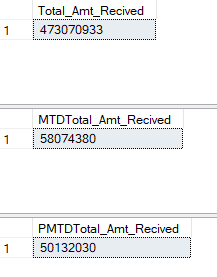 Total_Amt_Recived
1 473070933
MTDTotal_Amt_Recived
1 58074380
PMTDTotal_Amt_Recived
1 50132030